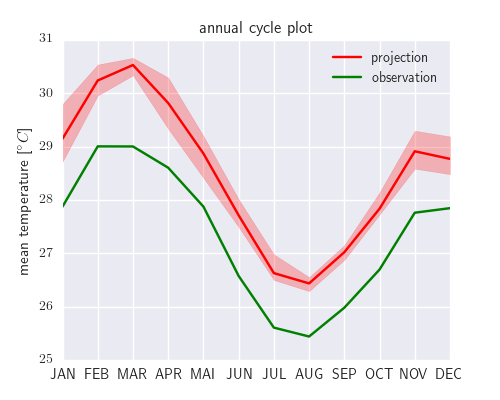 annual cycle plot
31
30
29
28
27
26
25
mean temperature [°C]
projection
observation
JAN FEB MAR APR MAI JUN JUL AUG SEP OCT NOV DEC